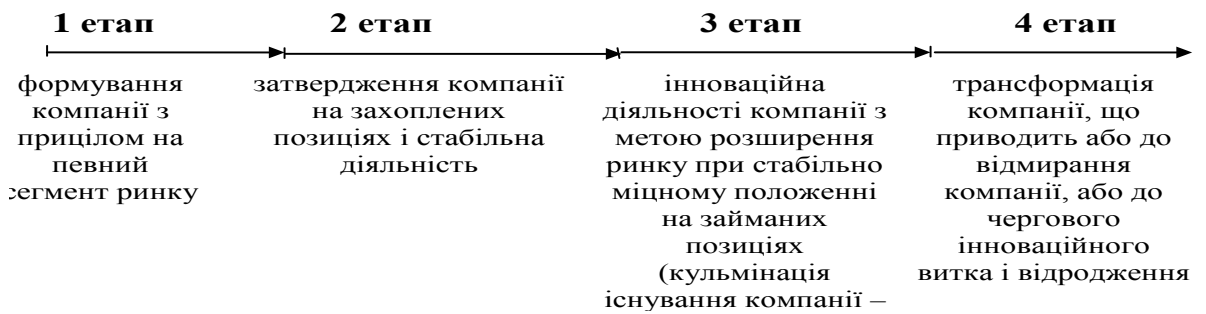 1 етап
2 етап
3 етап
4 етап
формування
компанії з
прицілом на
певний
сегмент ринку
затвердження компанії
на захоплених
позиціях і стабільна
діяльність
інноваційна
діяльності компанії з
метою розширення
ринку при стабільно
міцному положенні
на займаних
позиціях
(кульмінація
існування компанії –
трансформація
компанії, що
приводить або до
відмирання
компанії, або до
чергового
інноваційного
витка і відродження